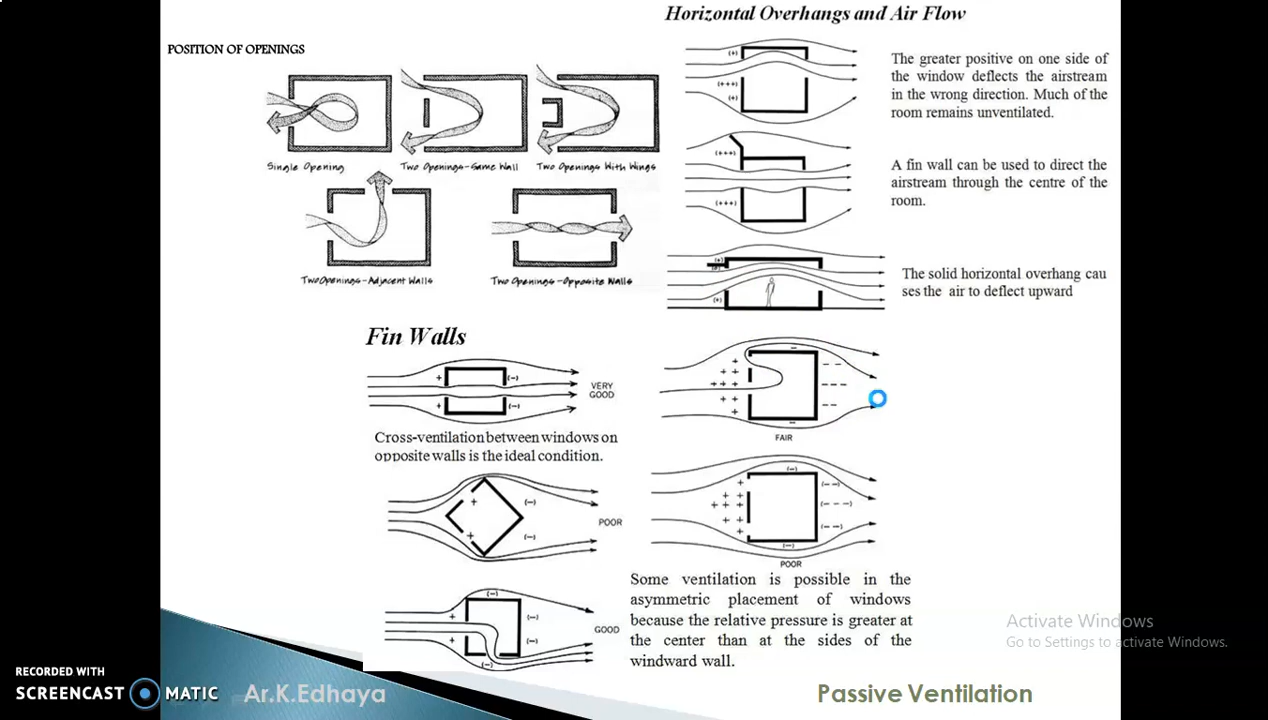 Horizontal Overhangs and Air Flow
POSITION OF OPENINGS
Single Opening
Two Openings-Same Wall
Two Openings With Wings
Two Openings-Adjacent Walls
Two Openings-Opposite Walls
(+)
(+++)
(+)
The greater positive on one side of
the window deflects the airstream
in the wrong direction. Much of the
room remains unventilated.
(+++)
(+++)
A fin wall can be used to direct the
airstream through the centre of the
room.
(+)
(+)
The solid horizontal overhang cau
ses the air to deflect upward
Fin Walls
+ (-)
+ (-)
VERY
GOOD
Cross-ventilation between windows on
opposite walls is the ideal condition.
+ (-)
+ (-)
POOR
(-)
+ (-)
+ (-)
(-)
GOOD
-
+
+ +
+ + +
+ +
+
- -
- - -
- -
-
FAIR
(-)
+
+ +
+ + +
+ +
+
(- -)
(- - -)
(- -)
(-)
POOR
Some ventilation is possible in the
asymmetric placement of windows
because the relative pressure is greater at
the center than at the sides of the
windward wall.
Activate Windows
Go to Settings to activate Windows.
RECORDED WITH
SCREENCAST MATIC
Ar.K.Edhaya
Passive Ventilation